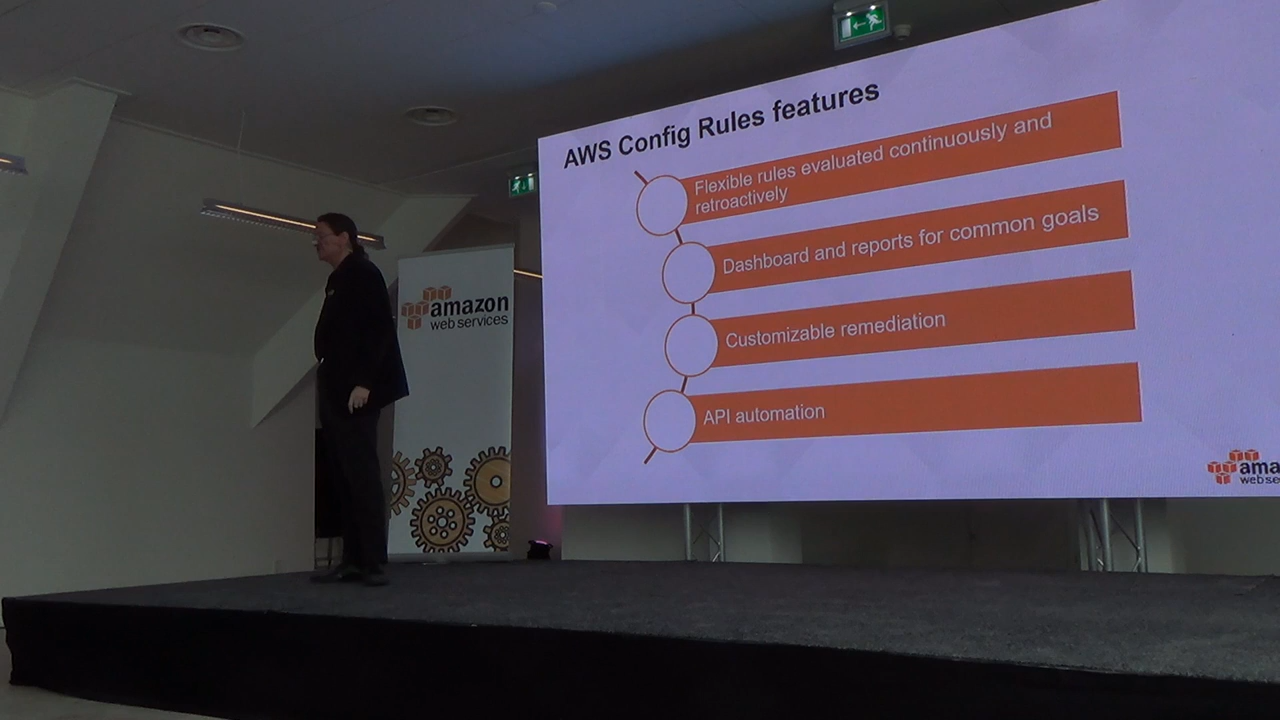 AWS Config Rules features
Flexible rules evaluated continuously and
retroactively
Dashboard and reports for common goals
Customizable remediation
API automation
amazon
web services